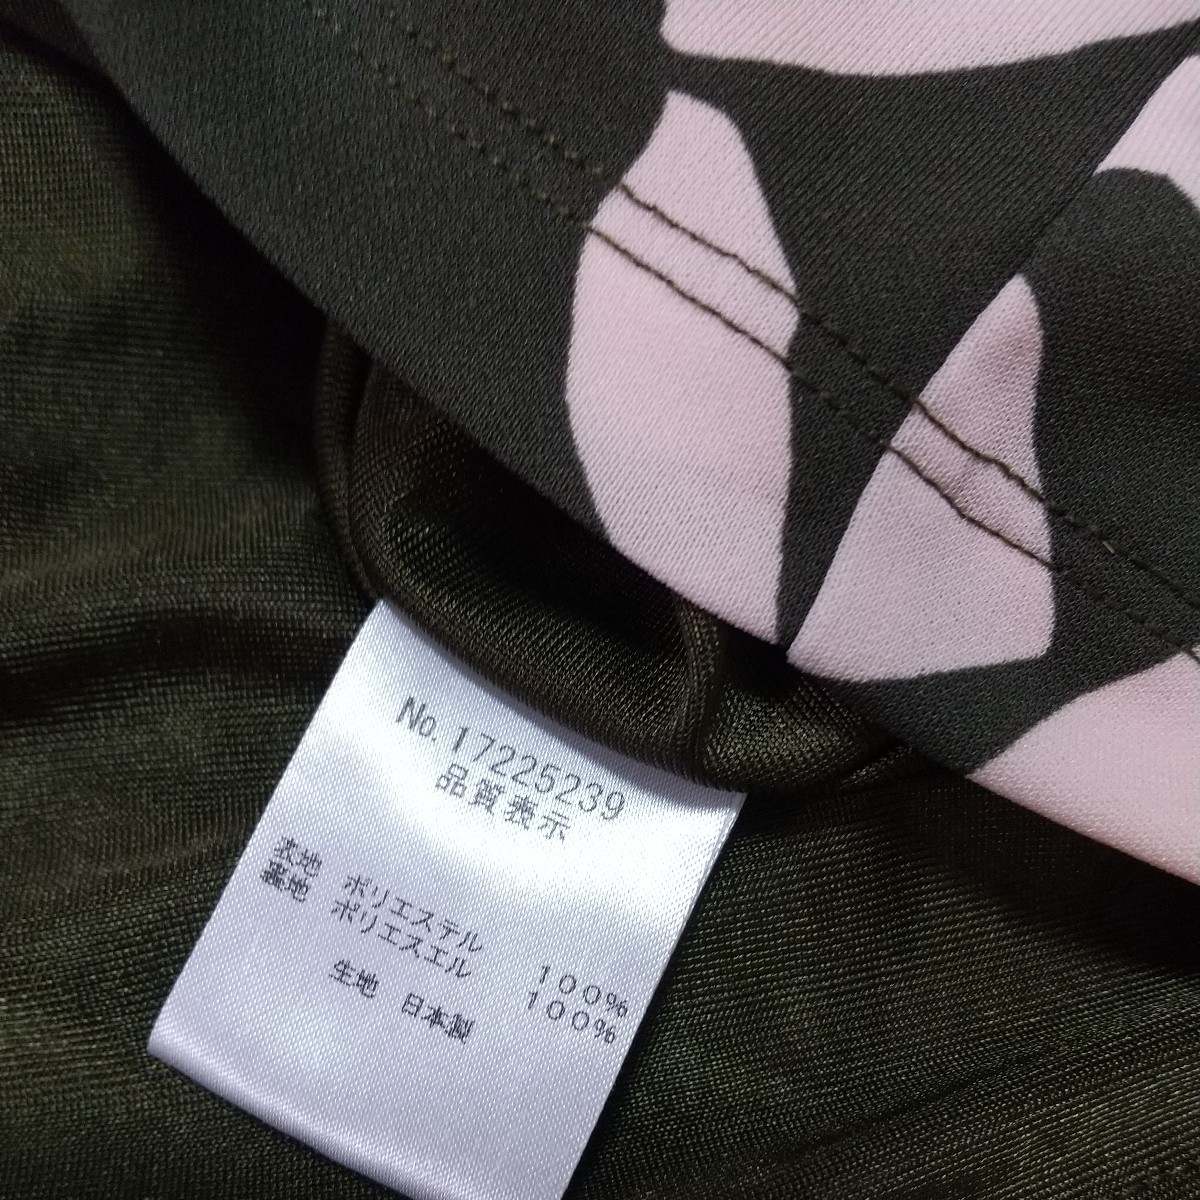 No.17225239
品質表示
表地 ポリエステル 100%
裏地 ポリエスエル 100%
生地 日本製